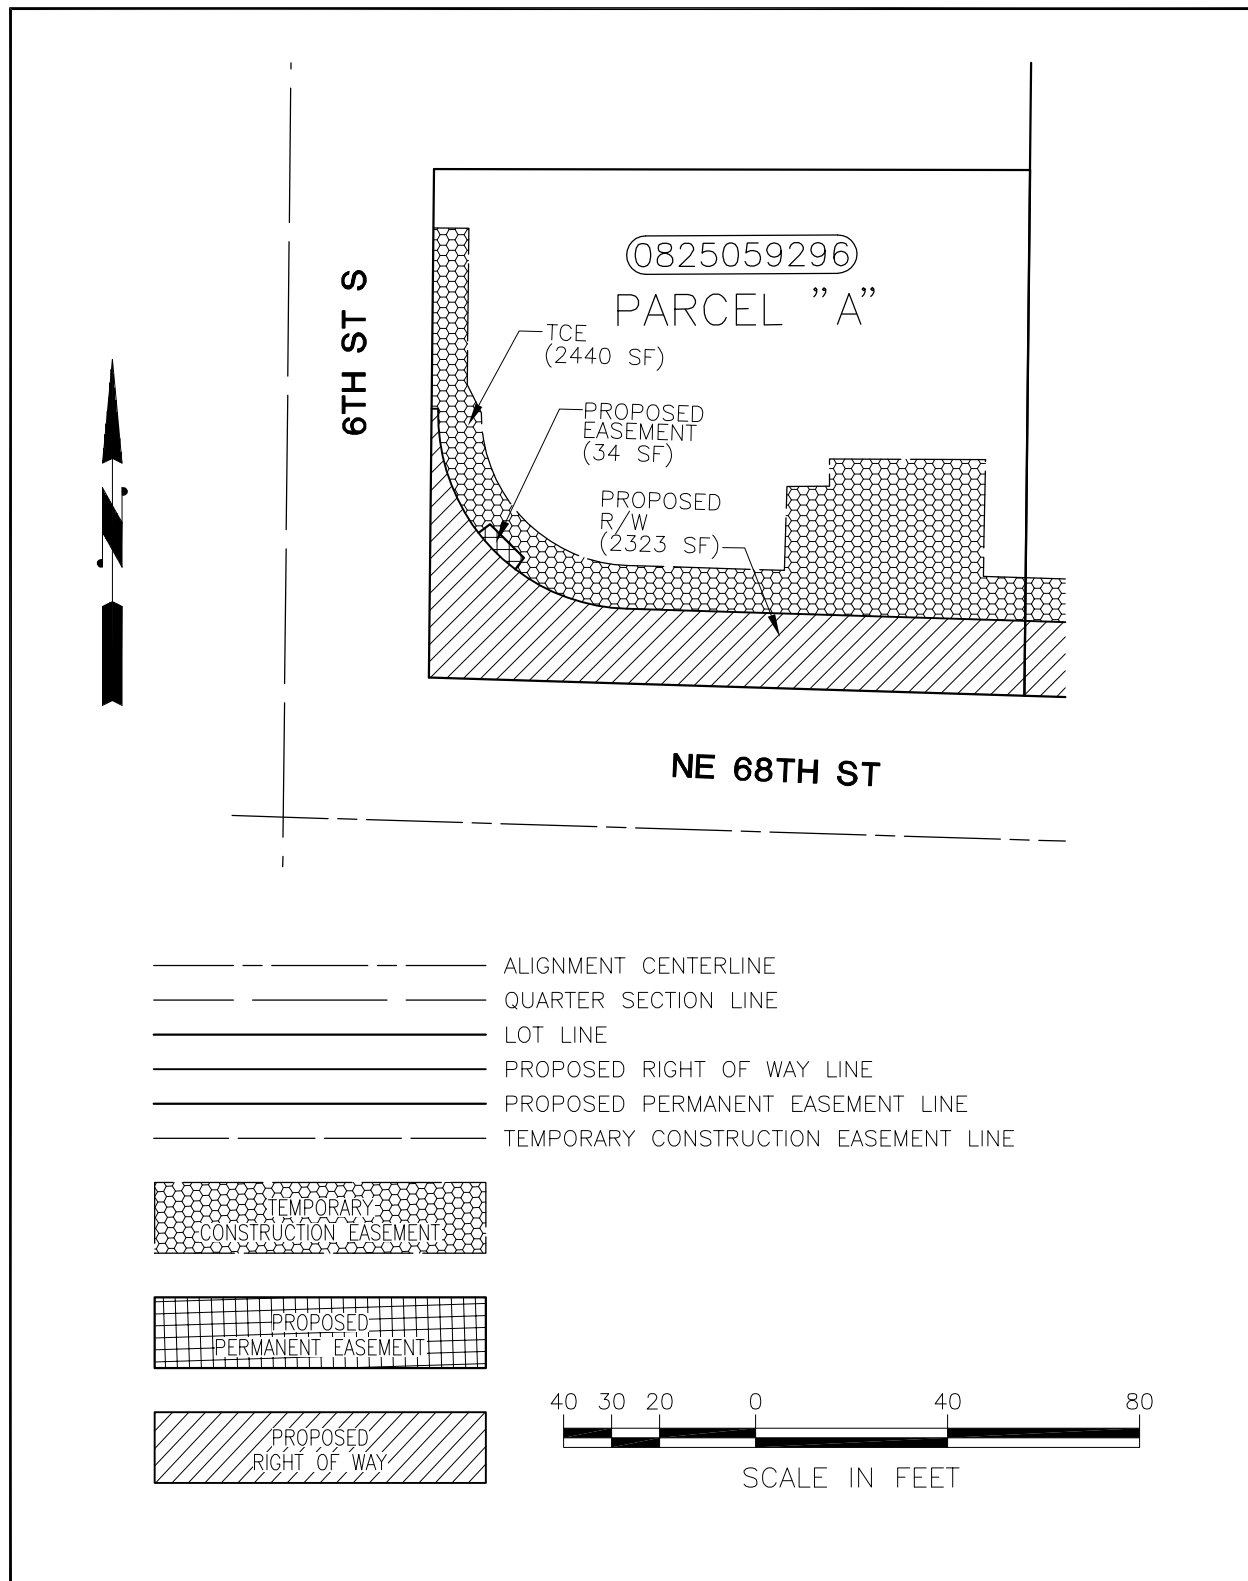 0825059296
PARCEL "A"
6TH ST S
TCE
(2440 SF)
PROPOSED
EASEMENT
(34 SF)
PROPOSED
R/W
(2323 SF)
N
NE 68TH ST
ALIGNMENT CENTERLINE
QUARTER SECTION LINE
LOT LINE
PROPOSED RIGHT OF WAY LINE
PROPOSED PERMANENT EASEMENT LINE
TEMPORARY CONSTRUCTION EASEMENT LINE
TEMPORARY
CONSTRUCTION EASEMENT
PROPOSED
PERMANENT EASEMENT
PROPOSED
RIGHT OF WAY
40 30 20 0 40 80
SCALE IN FEET